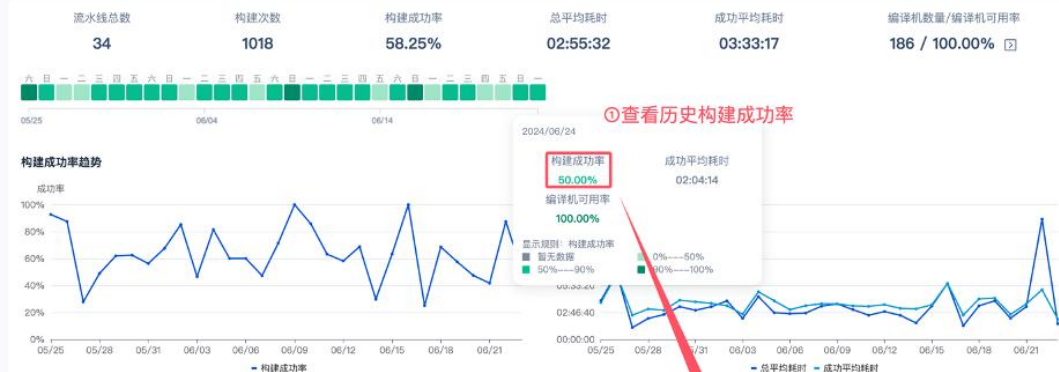 流水线总数 构建次数 构建成功率 总平均耗时 成功平均耗时 编译机数量/编译机可用率
34 1018 58.25% 02:55:32 03:33:17 186 / 100.00%
六 日 一 二 三 四 五 六 日 一 二 三 四 五 六 日 一 二 三 四 五 六 日 一 二 三 四 五 日 一
05/25 06/04 06/14
①查看历史构建成功率
2024/06/24
构建成功率 成功平均耗时
50.00% 02:04:14
编译机可用率
100.00%
显示规则：构建成功率
暂无数据 0%---50%
50%---90% 90%---100%
构建成功率趋势
成功率
100%
80%
60%
40%
20%
0%
05/25 05/28 05/31 06/03 06/06 06/09 06/12 06/15 06/18 06/21
构建成功率
05:33:20
02:46:40
00:00:00
05/25 05/28 5/31 06/03 06/06 06/09 06/12 06/15 06/18 06/21
总平均耗时 成功平均耗时